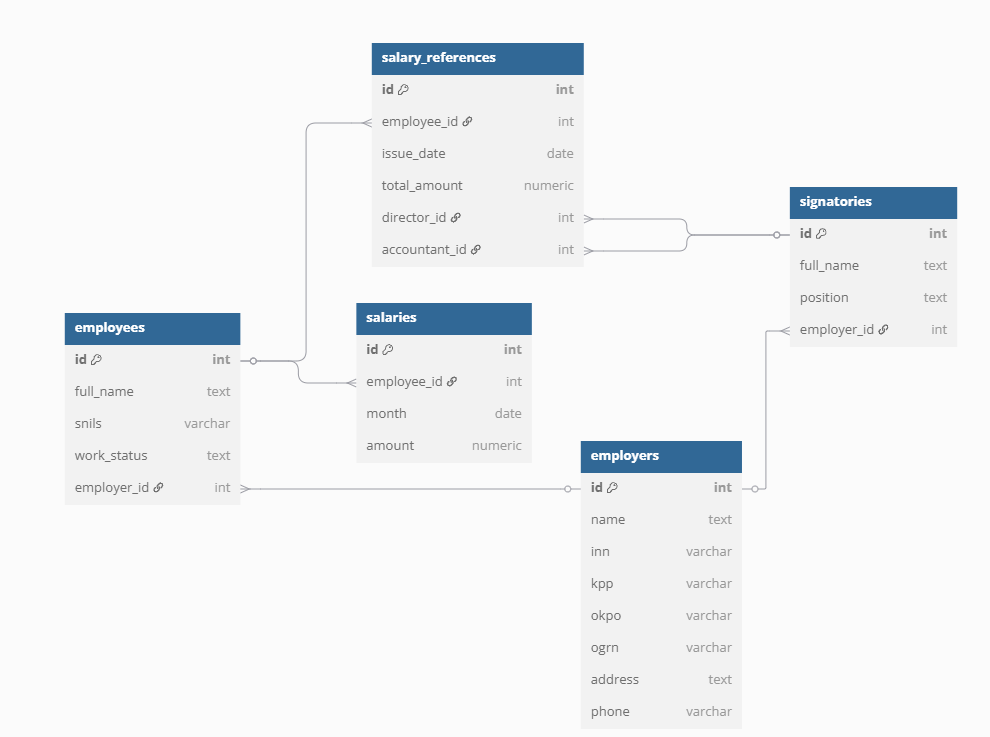 salary_references
id int
employee_id int
issue_date date
total_amount numeric
director_id int
accountant_id int
signatories
id int
full_name text
position text
employer_id int
employees
id int
full_name text
snils varchar
work_status text
employer_id int
salaries
id int
employee_id int
month date
amount numeric
employers
id int
name text
inn varchar
kpp varchar
okpo varchar
ogrn varchar
address text
phone varchar